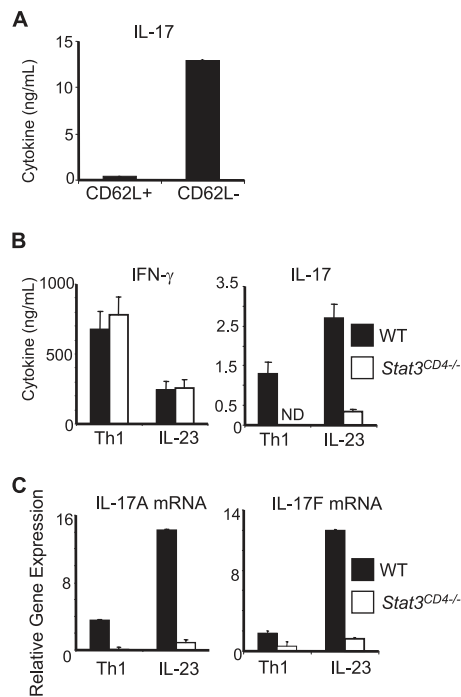 A
IL-17
Cytokine (ng/mL)
15
10
5
0
CD62L+ CD62L-
B
IFN-γ
Cytokine (ng/mL)
1000
500
0
Th1 IL-23
IL-17
3.5
2.5
1.5
0.5
0
ND
Th1 IL-23
WT
Stat3CD4-/-
C
IL-17A mRNA
Relative Gene Expression
16
8
0
Th1 IL-23
IL-17F mRNA
14
8
0
Th1 IL-23
WT
Stat3CD4-/-